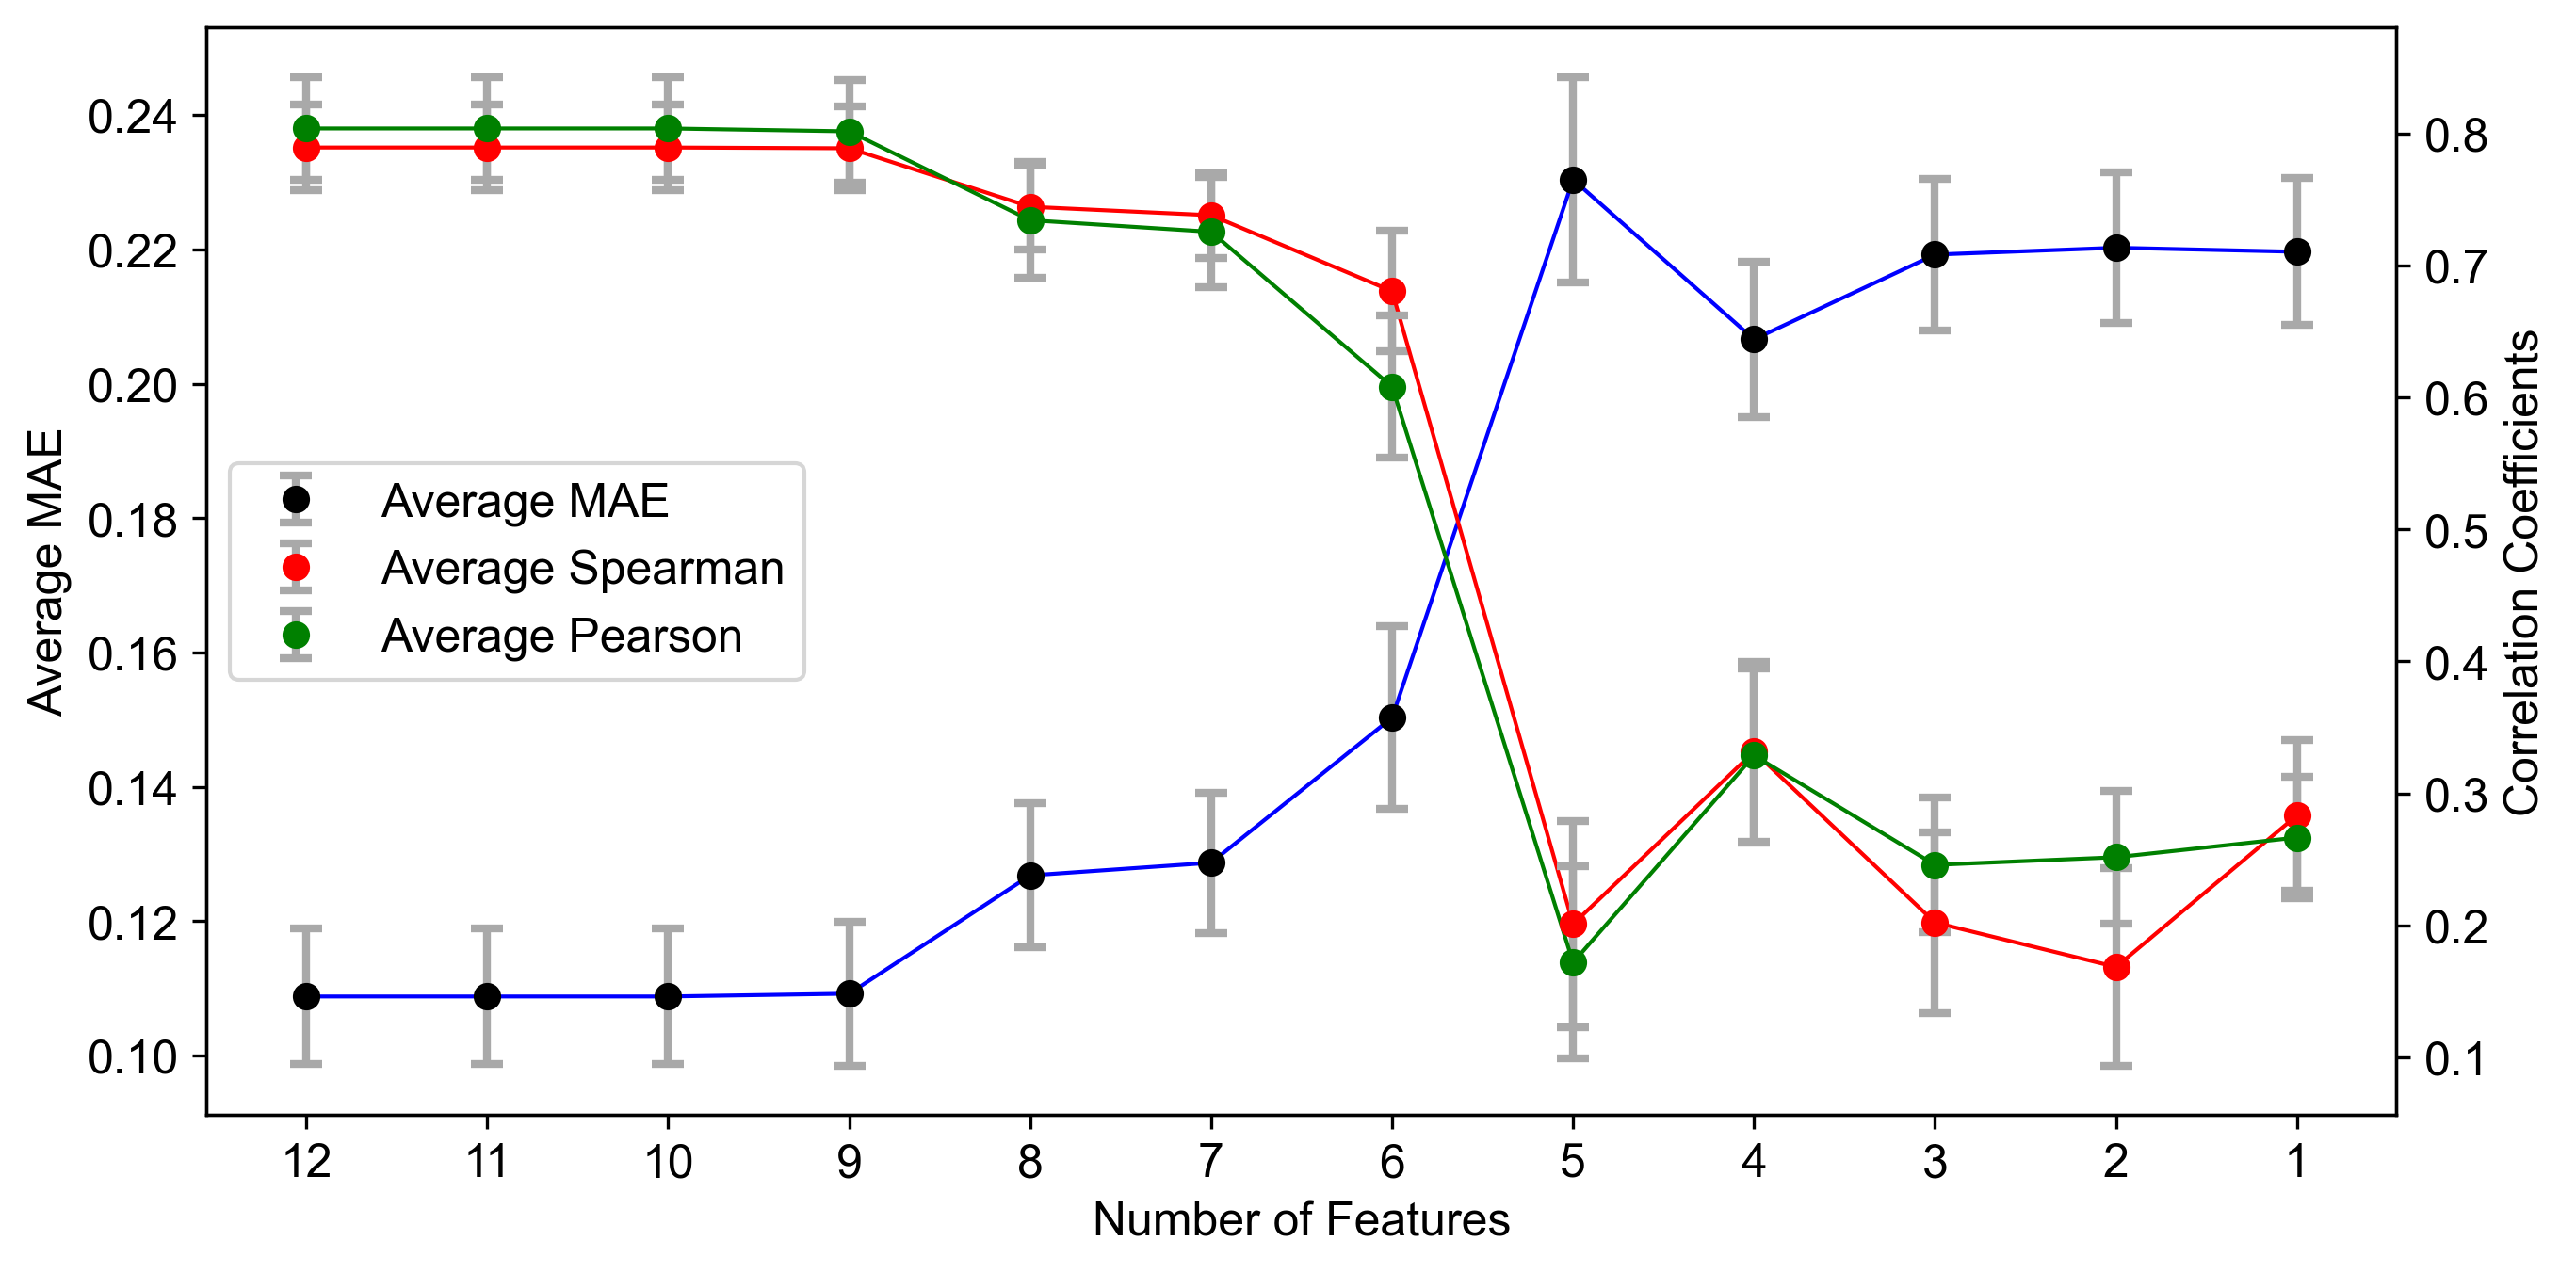 Average MAE
0.24
0.22
0.20
0.18
0.16
0.14
0.12
0.10
Average MAE
Average Spearman
Average Pearson
0.8
0.7
0.6
0.5
0.4
0.3
0.2
0.1
Correlation Coefficients
12 11 10 9 8 7 6 5 4 3 2 1
Number of Features